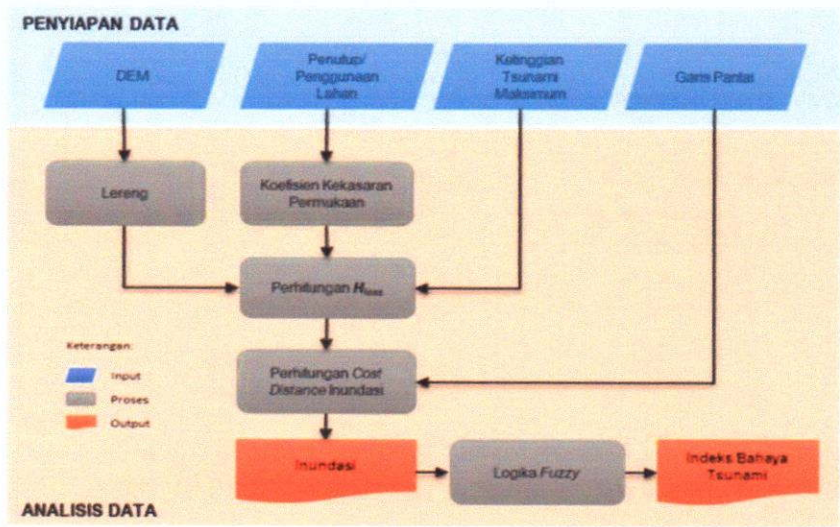 PENYIAPAN DATA
DEM
Penutup/
Penggunaan
Lahan
Ketinggian
Tsunami
Maksimum
Garis Pantai
Lereng
Koefisien Kekasaran
Permukaan
Perhitungan Hloss
Perhitungan Cost
Distance Inundasi
Keterangan:
Input
Proses
Output
Inundasi
Logika Fuzzy
Indeks Bahaya
Tsunami
ANALISIS DATA